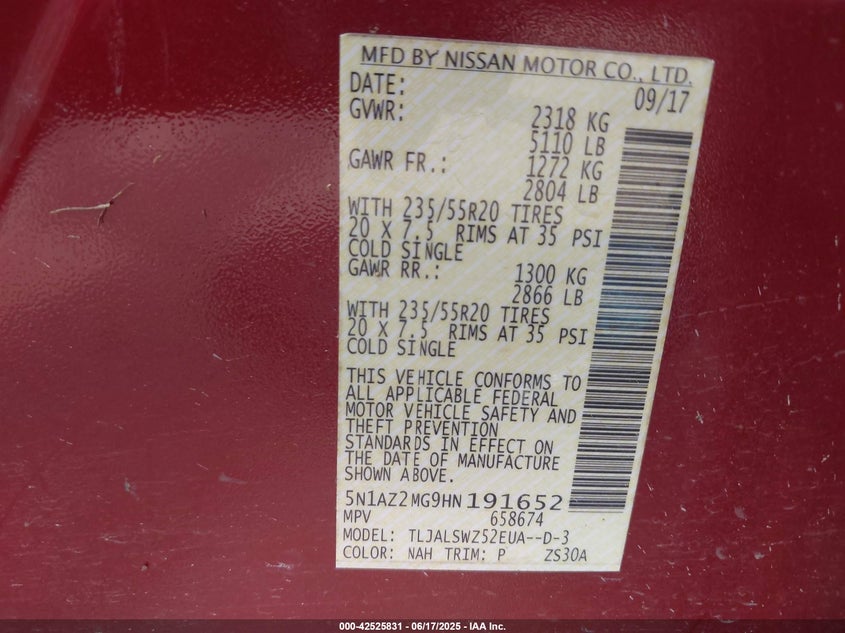 MFD BY NISSAN MOTOR CO., LTD.
DATE: 09/17
GVWR: 2318 KG
5110 LB
GAWR FR.: 1272 KG
2804 LB
WITH 235/55R20 TIRES
20 X 7.5 RIMS AT 35 PSI
COLD SINGLE
GAWR RR.: 1300 KG
2866 LB
WITH 235/55R20 TIRES
20 X 7.5 RIMS AT 35 PSI
COLD SINGLE
THIS VEHICLE CONFORMS TO
ALL APPLICABLE FEDERAL
MOTOR VEHICLE SAFETY AND
THEFT PREVENTION
STANDARDS IN EFFECT ON
THE DATE OF MANUFACTURE
SHOWN ABOVE.
5N1AZ2MG9HN191652
MPV 658674
MODEL: TLJALSWZ52EUA--D-3
COLOR: NAH TRIM: P ZS30A
000-42525831 - 06/17/2025 - IAA Inc.